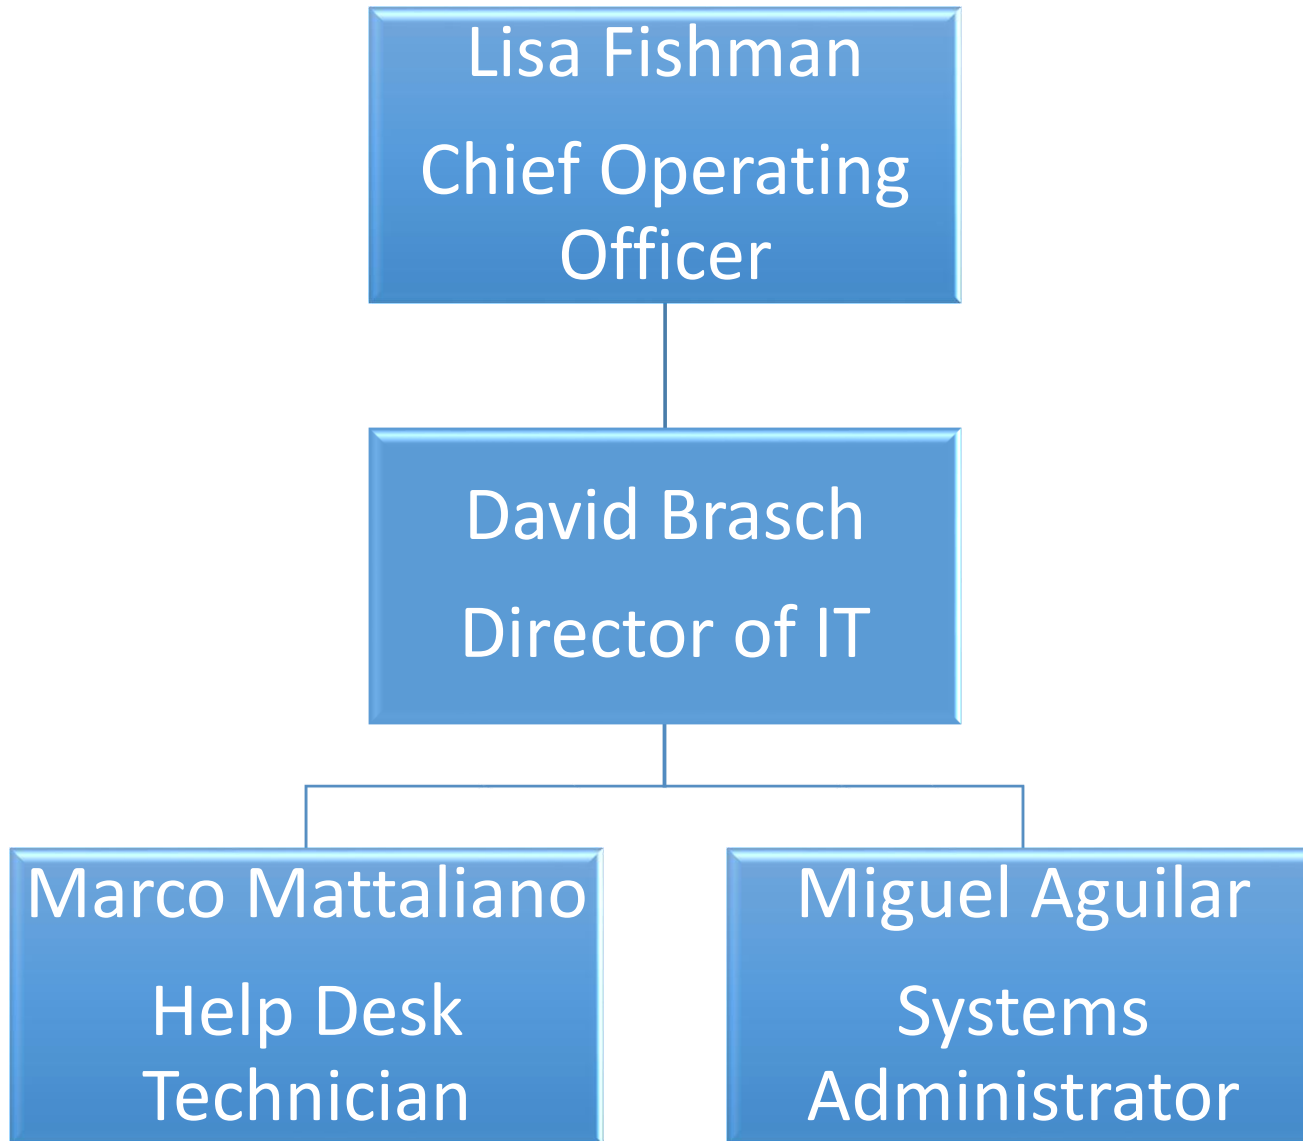 Lisa Fishman
Chief Operating
Officer
David Brasch
Director of IT
Marco Mattaliano
Help Desk
Technician
Miguel Aguilar
Systems
Administrator